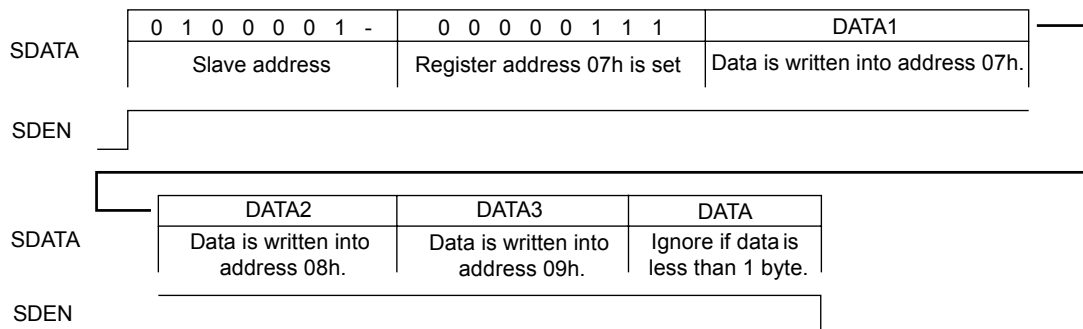 0 1 0 0 0 0 1 - 0 0 0 0 0 1 1 1 DATA1
SDATA
Slave address Register address 07h is set Data is written into address 07h.
SDEN
DATA2 DATA3 DATA
SDATA
Data is written into Data is written into Ignore if data is
address 08h. address 09h. less than 1 byte.
SDEN